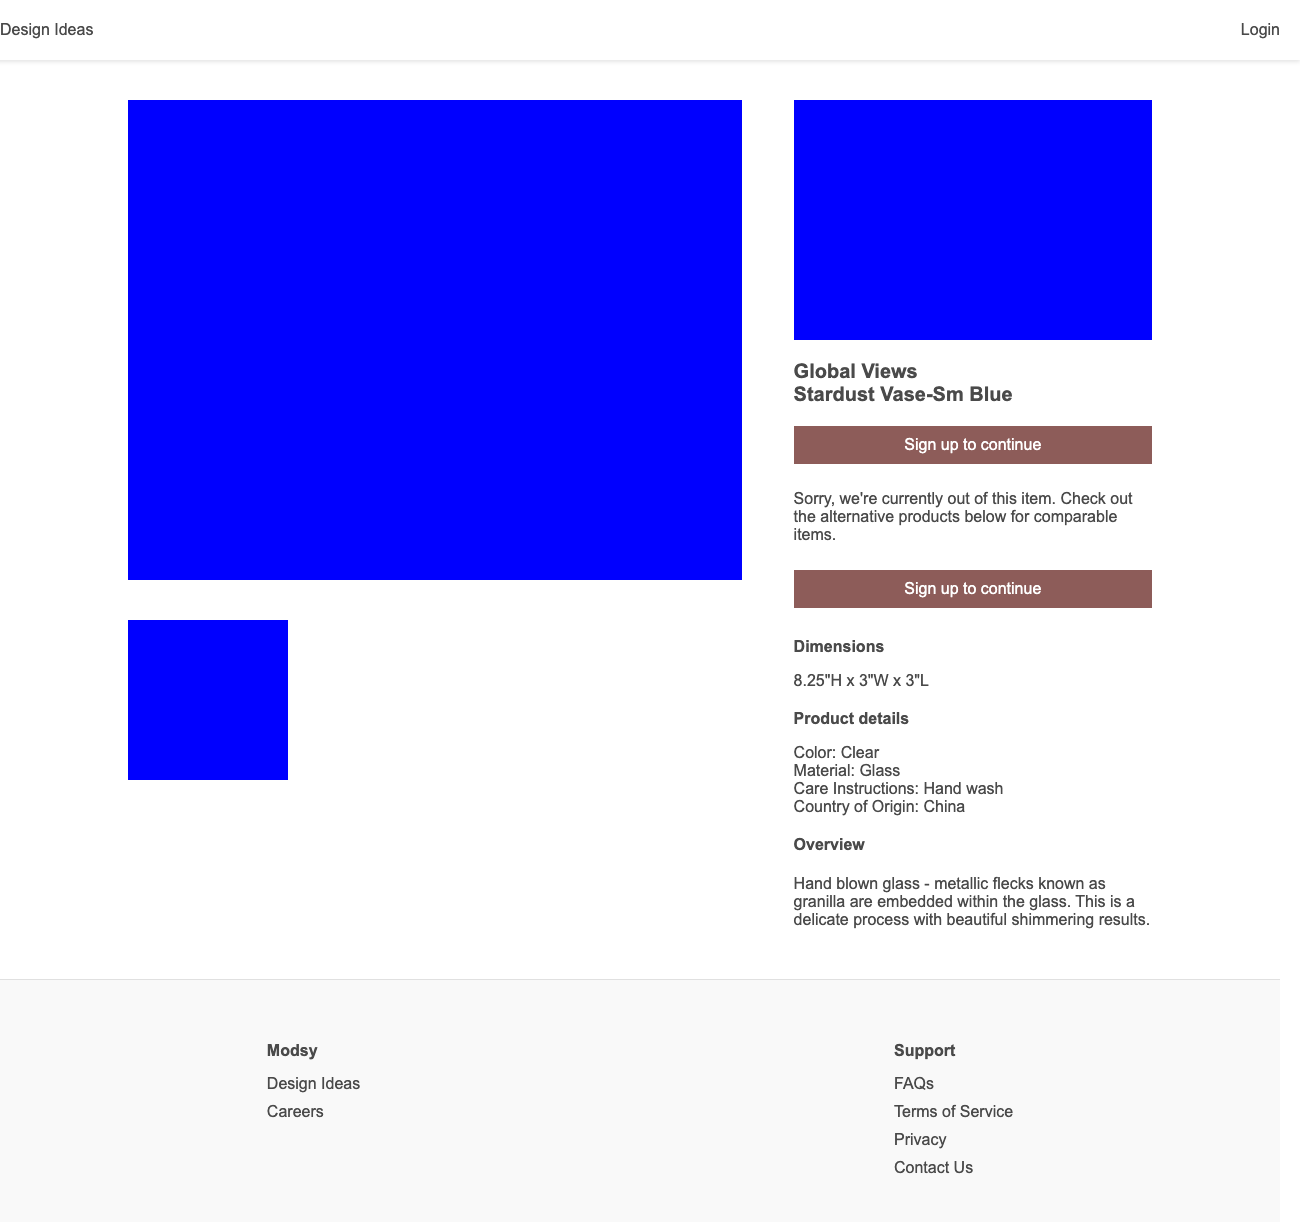 Design Ideas
Login
Global Views
Stardust Vase-Sm Blue
Sign up to continue
Sorry, we're currently out of this item. Check out
the alternative products below for comparable
items.
Sign up to continue
Dimensions
8.25"H x 3"W x 3"L
Product details
Color: Clear
Material: Glass
Care Instructions: Hand wash
Country of Origin: China
Overview
Hand blown glass - metallic flecks known as
granilla are embedded within the glass. This is a
delicate process with beautiful shimmering results.
Modsy
Design Ideas
Careers
Support
FAQs
Terms of Service
Privacy
Contact Us